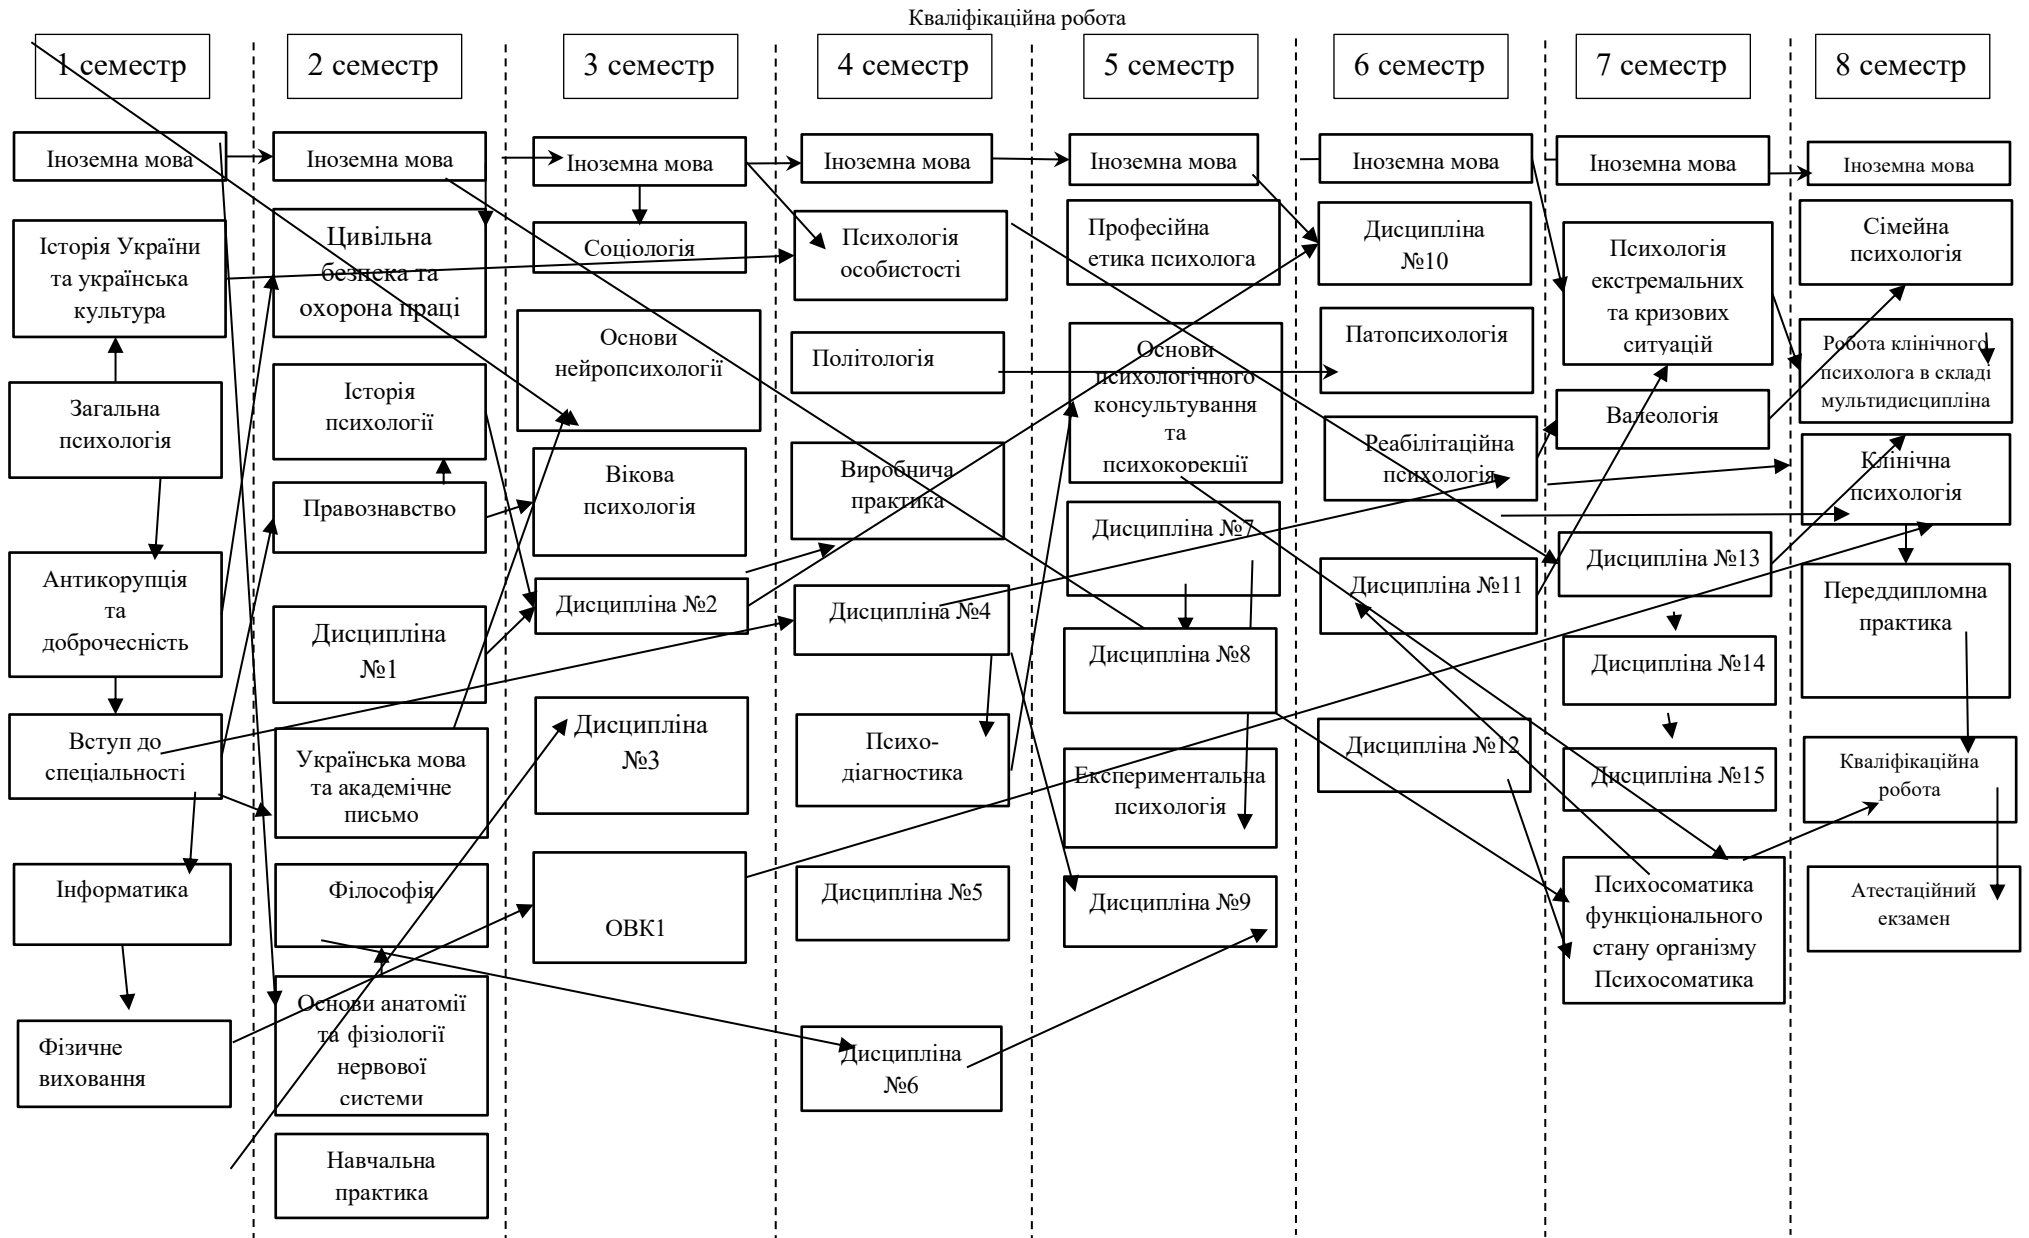 Кваліфікаційна робота
1 семестр
2 семестр
3 семестр
4 семестр
5 семестр
6 семестр
7 семестр
8 семестр
Іноземна мова
Історія України
та українська
культура
Загальна
психологія
Антикорупція
та
доброчесність
Вступ до
спеціальності
Інформатика
Фізичне
виховання
Іноземна мова
Цивільна
безпека та
охорона праці
Історія
психології
Правознавство
Дисципліна
№1
Українська мова
та академічне
письмо
Філософія
Основи анатомії
та фізіології
нервової
системи
Навчальна
практика
Іноземна мова
Соціологія
Основи
нейропсихології
Вікова
психологія
Дисципліна №2
Дисципліна
№3
ОВК1
Іноземна мова
Психологія
особистості
Політологія
Виробнича
практика
Дисципліна №4
Психо-
діагностика
Дисципліна №5
Дисципліна
№6
Іноземна мова
Професійна
етика психолога
Основи
психологічного
консультування
та
психокорекції
Дисципліна №7
Дисципліна №8
Експериментальна
психологія
Дисципліна №9
Іноземна мова
Дисципліна
№10
Патопсихологія
Реабілітаційна
психологія
Дисципліна №11
Дисципліна №12
Іноземна мова
Психологія
екстремальних
та кризових
ситуацій
Валеологія
Дисципліна №13
Дисципліна №14
Дисципліна №15
Психосоматика
функціонального
стану організму
Психосоматика
Іноземна мова
Сімейна
психологія
Робота клінічного
психолога в складі
мультидисципліна
Клінічна
психологія
Переддипломна
практика
Кваліфікаційна
робота
Атестаційний
екзамен